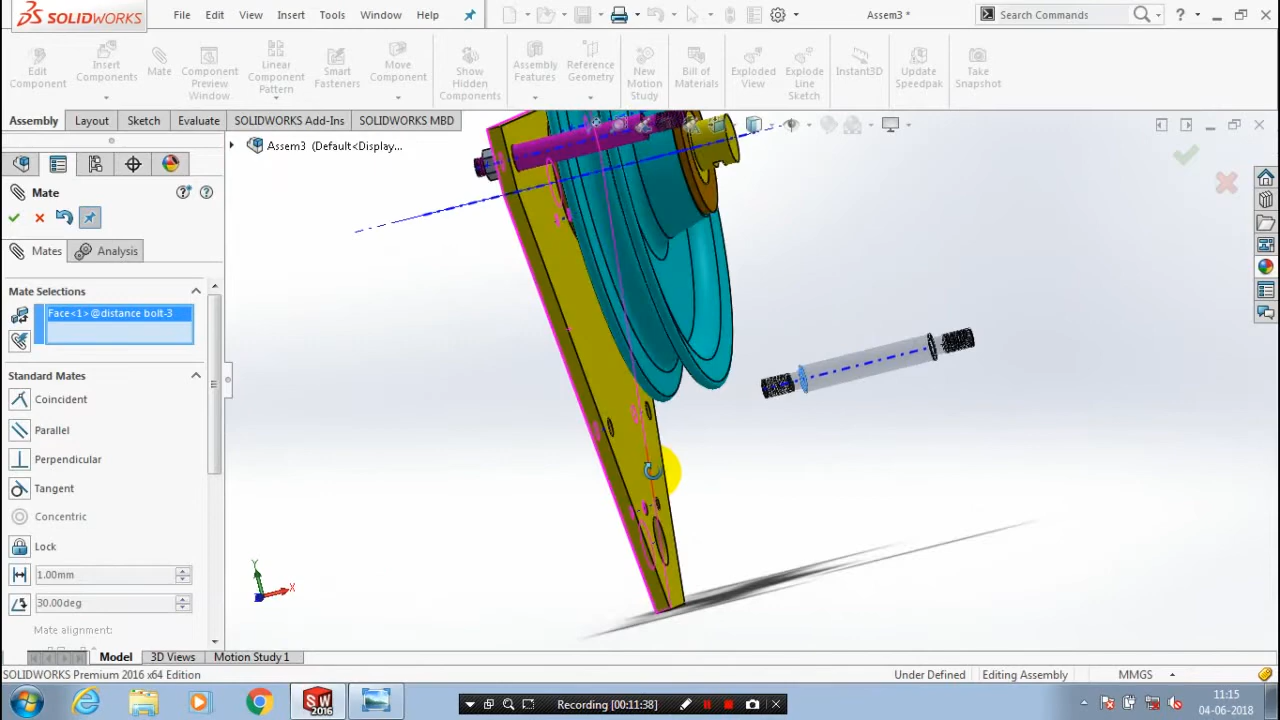 SOLIDWORKS
File Edit View Insert Tools Window Help
Assem3 *
Search Commands
Edit Component
Insert Components
Mate
Component Preview Window
Linear Component Pattern
Smart Fasteners
Move Component
Show Hidden Components
Assembly Features
Reference Geometry
New Motion Study
Bill of Materials
Exploded View
Explode Line Sketch
Instant3D
Update Speedpak
Take Snapshot
Assembly Layout Sketch Evaluate SOLIDWORKS Add-Ins SOLIDWORKS MBD
Assem3 (Default<Display...
Mate
Mates Analysis
Mate Selections
Face<1>@distance bolt-3
Standard Mates
Coincident
Parallel
Perpendicular
Tangent
Concentric
Lock
1.00mm
30.00deg
Mate alignment:
Y
X
Model 3D Views Motion Study 1
SOLIDWORKS Premium 2016 x64 Edition
Under Defined Editing Assembly MMGS
SW 2016
Recording [00:11:38]
11:15
04-06-2018